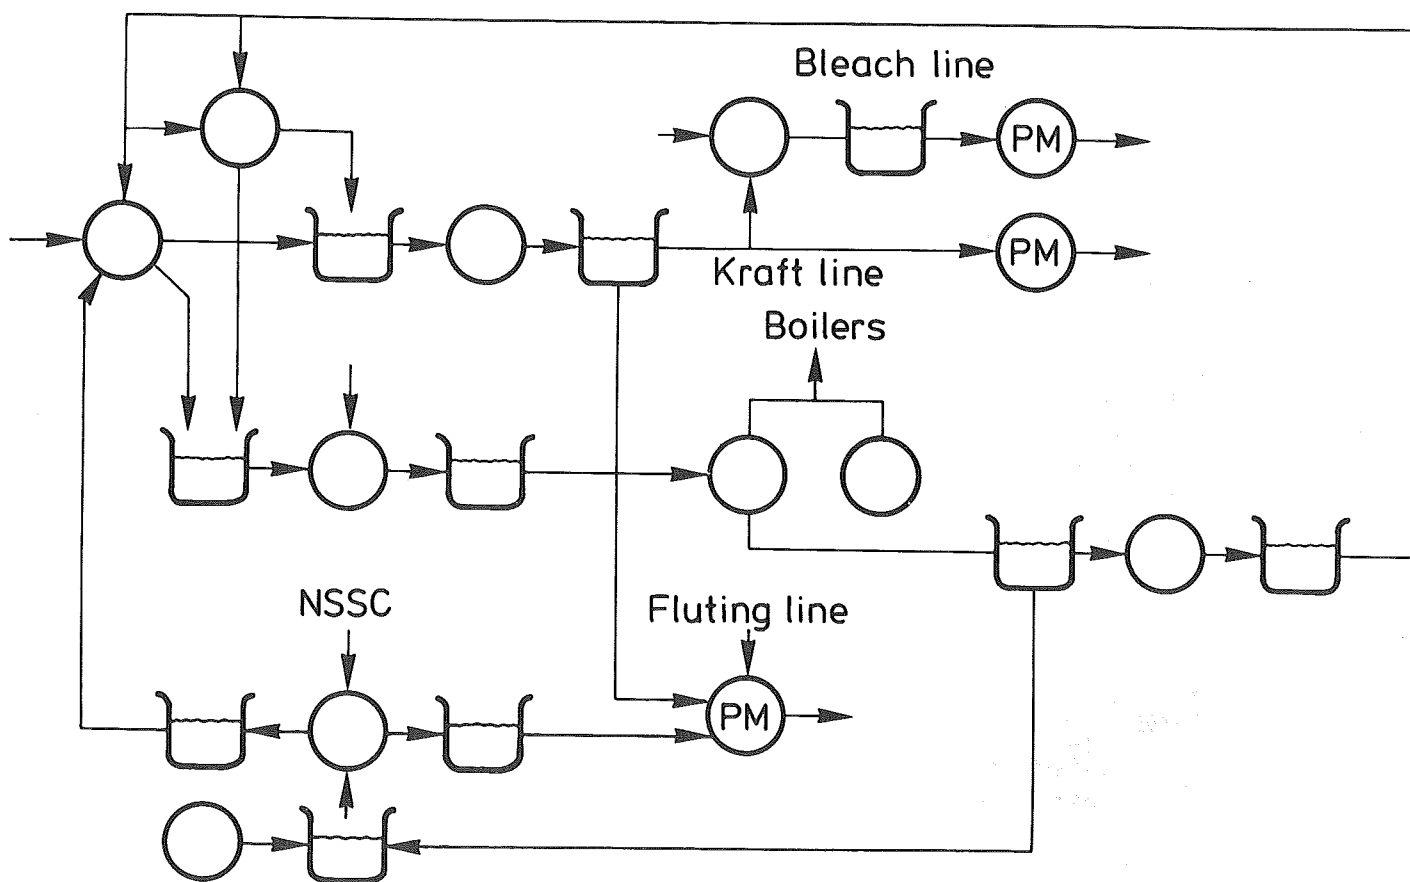 Bleach line
PM
PM
Kraft line
Boilers
NSSC
Fluting line
PM